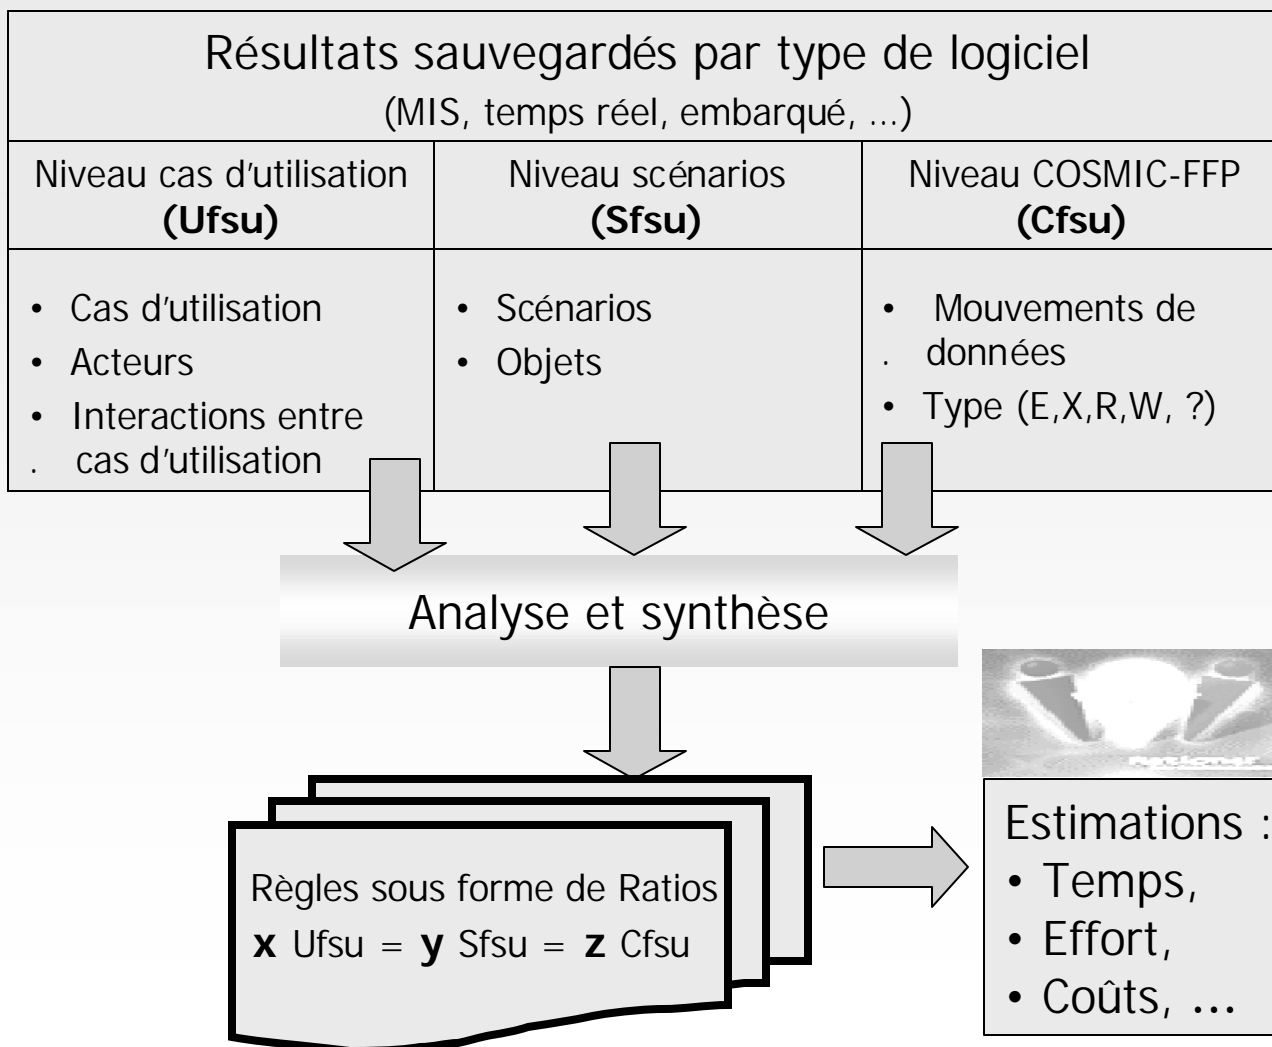 Résultats sauvegardés par type de logiciel
(MIS, temps réel, embarqué, ...)
Niveau cas d'utilisation
(Ufsu)
Niveau scénarios
(Sfsu)
Niveau COSMIC-FFP
(Cfsu)
• Cas d'utilisation
• Acteurs
• Interactions entre
. cas d'utilisation
• Scénarios
• Objets
• Mouvements de
. données
• Type (E,X,R,W, ?)
Analyse et synthèse
Règles sous forme de Ratios
x Ufsu = y Sfsu = z Cfsu
Estimations :
• Temps,
• Effort,
• Coûts, ...